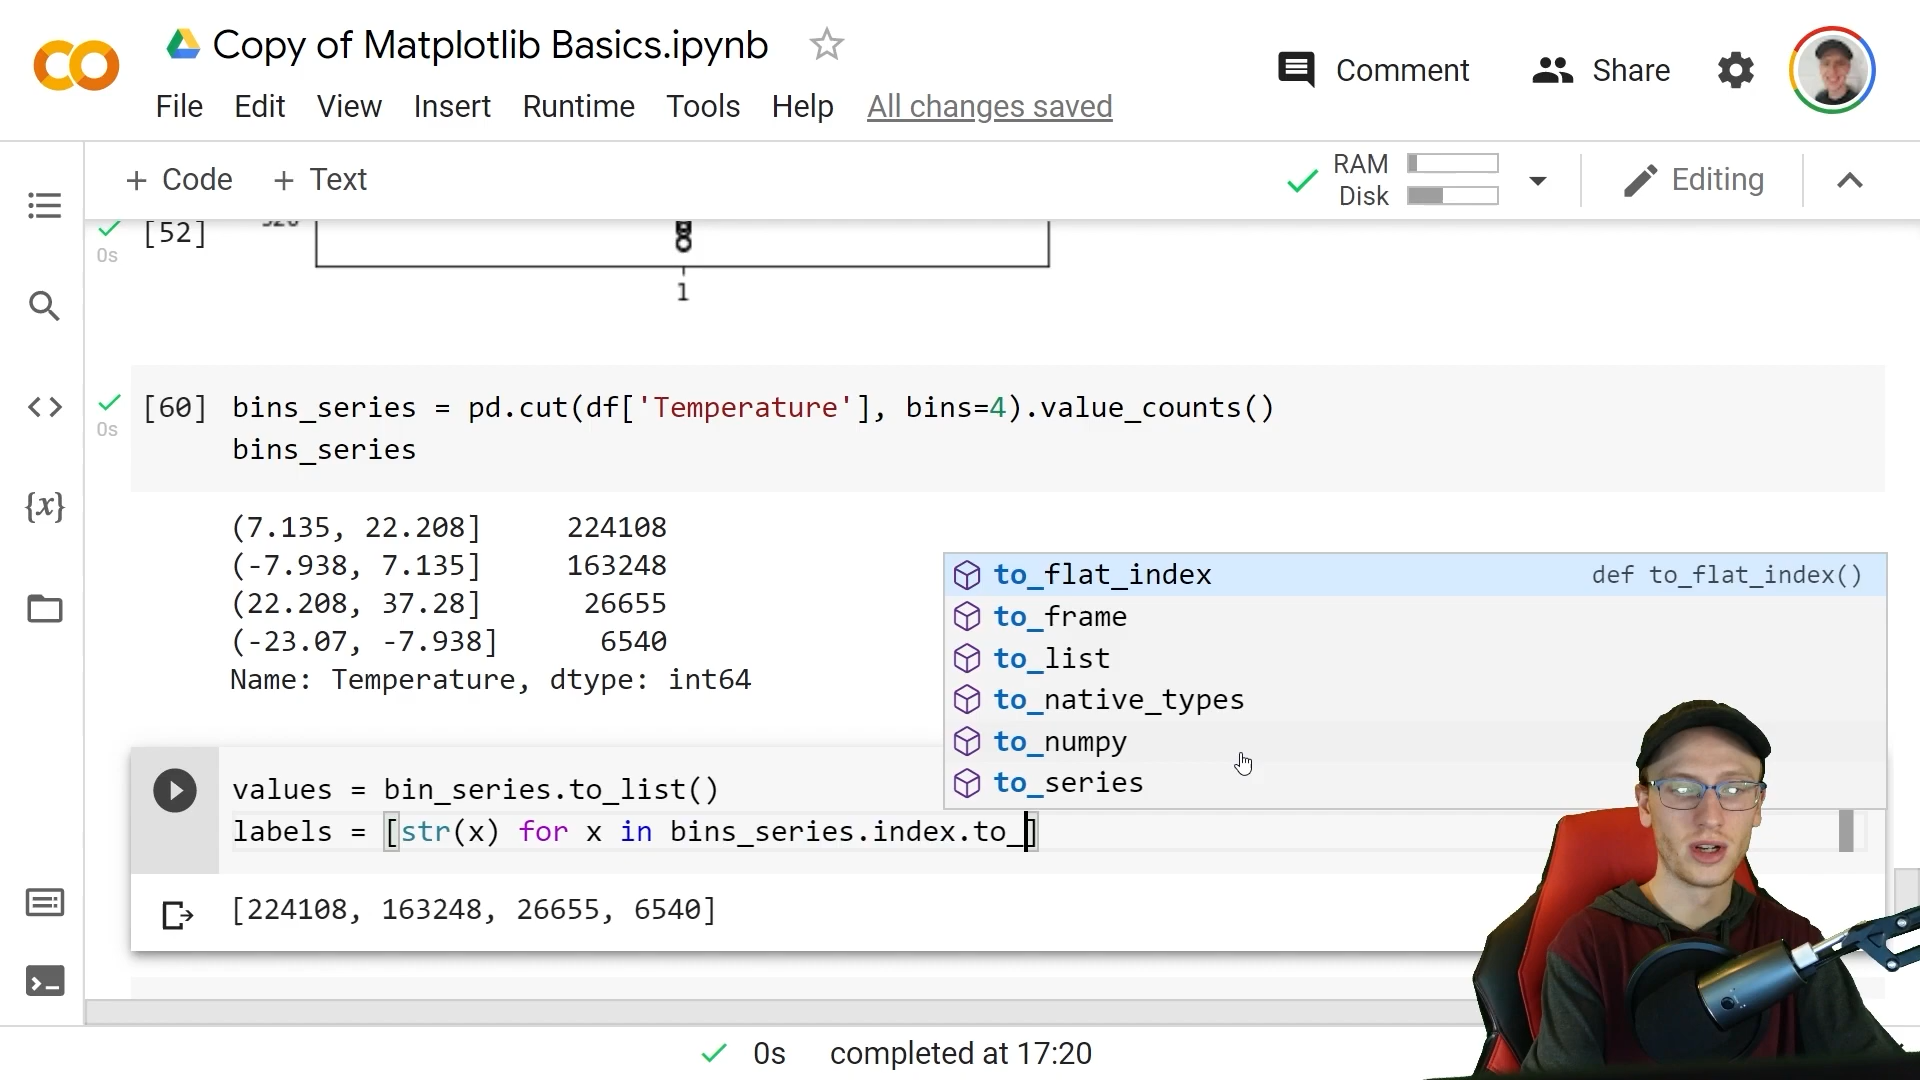 Copy of Matplotlib Basics.ipynb
Comment
Share
File Edit View Insert Runtime Tools Help All changes saved
+ Code + Text
RAM
Disk
Editing
[52]
0s
1
[60] bins_series = pd.cut(df['Temperature'], bins=4).value_counts()
0s
bins_series
(7.135, 22.208] 224108
(-7.938, 7.135] 163248
(22.208, 37.28] 26655
(-23.07, -7.938] 6540
Name: Temperature, dtype: int64
to_flat_index def to_flat_index()
to_frame
to_list
to_native_types
to_numpy
to_series
values = bin_series.to_list()
labels = [str(x) for x in bins_series.index.to_]
[224108, 163248, 26655, 6540]
0s completed at 17:20